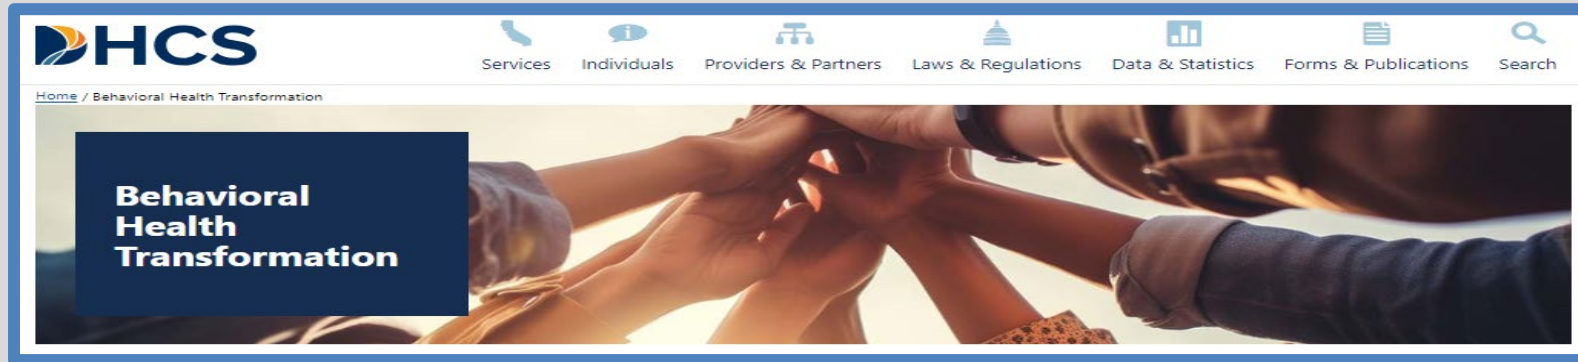 DHCS
Services Individuals Providers & Partners Laws & Regulations Data & Statistics Forms & Publications Search
Home / Behavioral Health Transformation
Behavioral
Health
Transformation